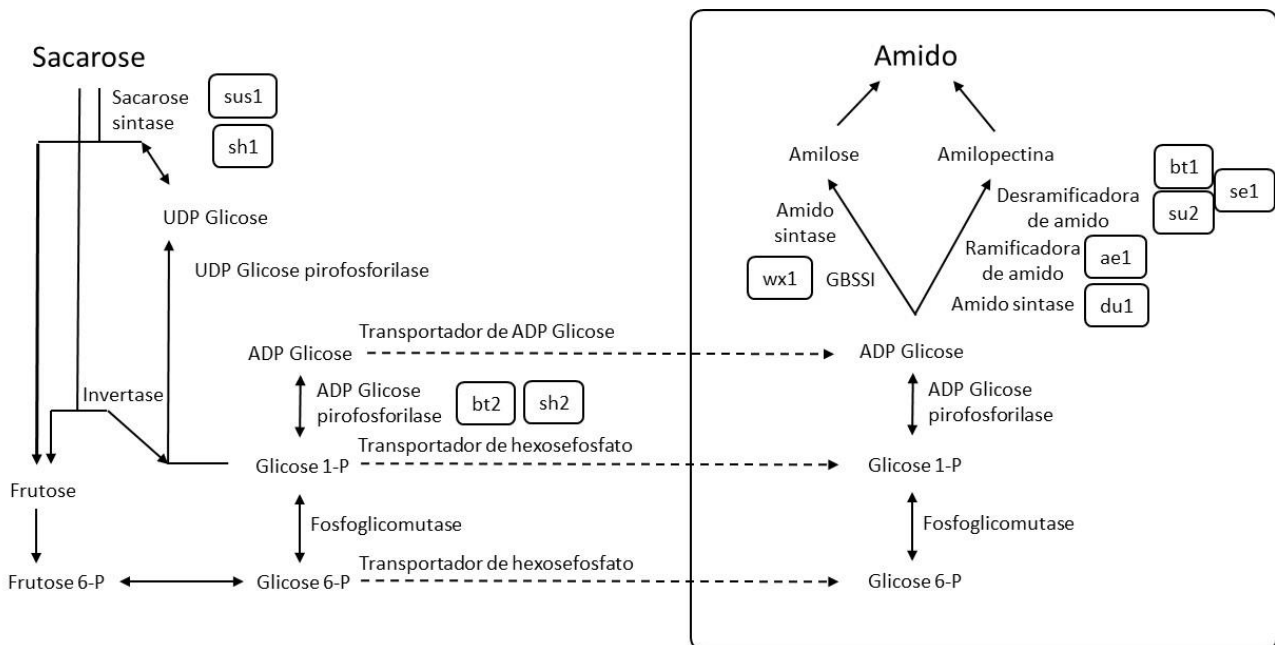 Sacarose
Sacarose
sintase
sus1
sh1
UDP Glicose
UDP Glicose pirofosforilase
Transportador de ADP Glicose
ADP Glicose
Invertase
ADP Glicose
pirofosforilase
bt2
sh2
Transportador de hexosefosfato
Glicose 1-P
Frutose
Fosfoglicomutase
Transportador de hexosefosfato
Frutose 6-P
Glicose 6-P
Amido
Amilose
Amilopectina
bt1
se1
su2
Desramificadora
de amido
Amido
sintase
Ramificadora
de amido
ae1
wx1
GBSSI
Amido sintase
du1
ADP Glicose
ADP Glicose
pirofosforilase
Glicose 1-P
Fosfoglicomutase
Glicose 6-P